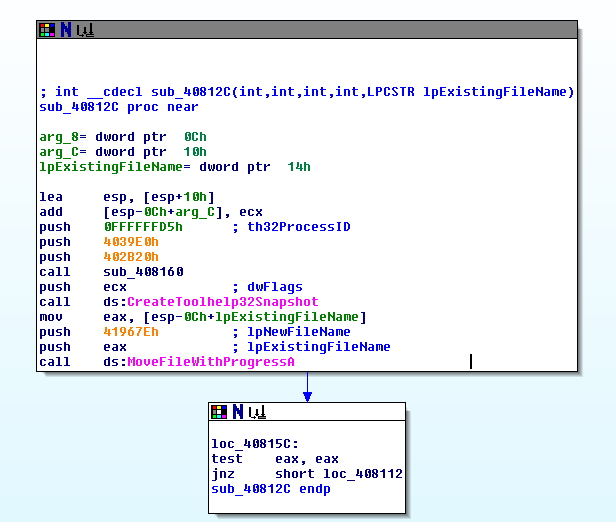 ; int __cdecl sub_40812C(int,int,int,int,LPCSTR lpExistingFileName)
sub_40812C proc near
arg_8= dword ptr  0Ch
arg_C= dword ptr  10h
lpExistingFileName= dword ptr  14h
lea     esp, [esp+10h]
add     [esp-0Ch+arg_C], ecx
push    0FFFFFFD5h      ; th32ProcessID
push    4039E0h
push    402B20h
call    sub_408160
push    ecx             ; dwFlags
call    ds:CreateToolhelp32Snapshot
mov     eax, [esp-0Ch+lpExistingFileName]
push    41967Eh         ; lpNewFileName
push    eax             ; lpExistingFileName
call    ds:MoveFileWithProgressA
loc_40815C:
test    eax, eax
jnz     short loc_408112
sub_40812C endp